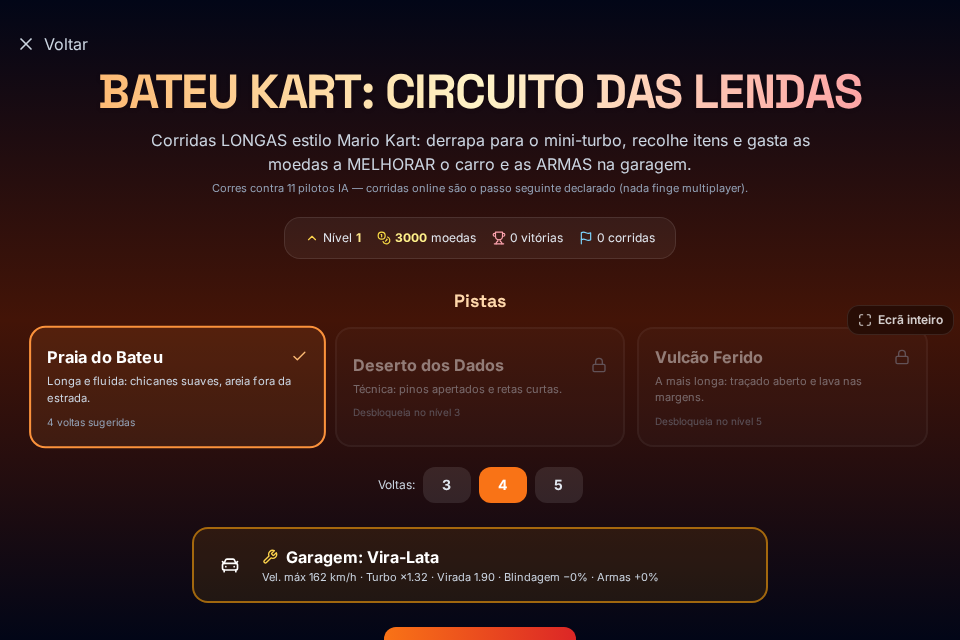 Voltar
BATEU KART: CIRCUITO DAS LENDAS
Corridas LONGAS estilo Mario Kart: derrapa para o mini-turbo, recolhe itens e gasta as
moedas a MELHORAR o carro e as ARMAS na garagem.
Corres contra 11 pilotos IA — corridas online são o passo seguinte declarado (nada finge multiplayer).
Nível 1 3000 moedas 0 vitórias 0 corridas
Pistas
Ecrã inteiro
Praia do Bateu
Longa e fluida: chicanes suaves, areia fora da
estrada.
4 voltas sugeridas
Deserto dos Dados
Técnica: pinos apertados e retas curtas.
Desbloqueia no nível 3
Vulcão Ferido
A mais longa: traçado aberto e lava nas
margens.
Desbloqueia no nível 5
Voltas: 3 4 5
Garagem: Vira-Lata
Vel. máx 162 km/h · Turbo ×1.32 · Virada 1.90 · Blindagem −0% · Armas +0%